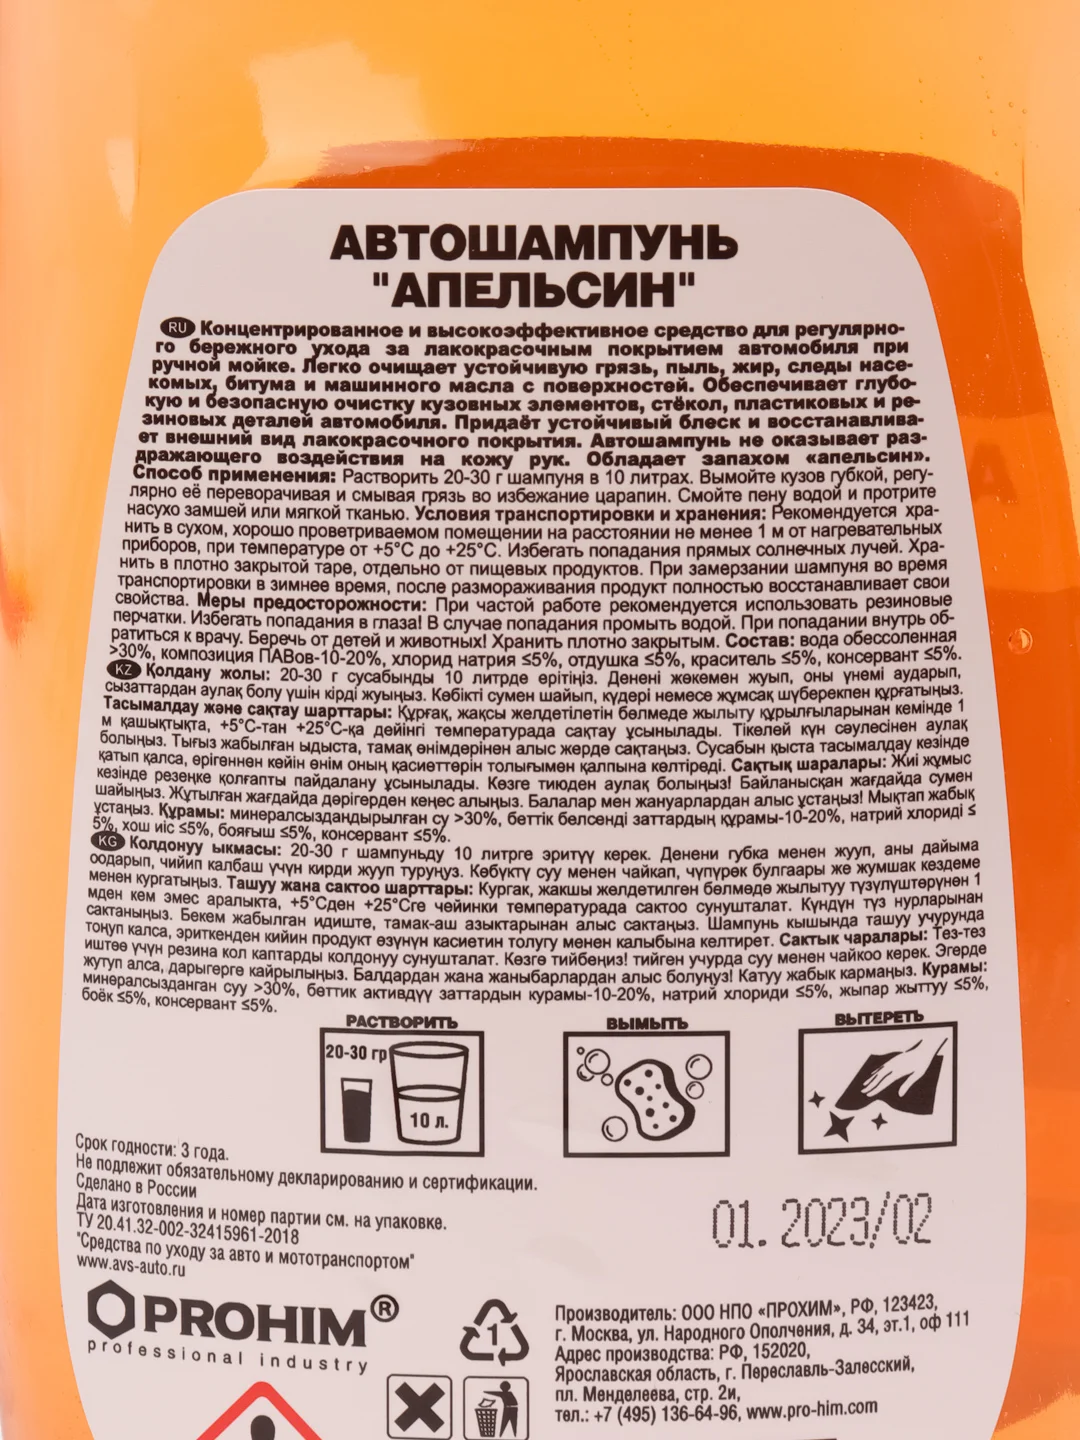 АВТОШАМПУНЬ
"АПЕЛЬСИН"
RU Концентрированное и высокоэффективное средство для регулярно-
го бережного ухода за лакокрасочным покрытием автомобиля при
ручной мойке. Легко очищает устойчивую грязь, пыль, жир, следы насе-
комых, битума и машинного масла с поверхностей. Обеспечивает глубо-
кую и безопасную очистку кузовных элементов, стёкол, пластиковых и ре-
зиновых деталей автомобиля. Придаёт устойчивый блеск и восстанавлива-
ет внешний вид лакокрасочного покрытия. Автошампунь не оказывает раз-
дражающего воздействия на кожу рук. Обладает запахом «апельсин».
Способ применения: Растворить 20-30 г шампуня в 10 литрах. Вымойте кузов губкой, регу-
лярно её переворачивая и смывая грязь во избежание царапин. Смойте пену водой и протрите
насухо замшей или мягкой тканью. Условия транспортировки и хранения: Рекомендуется хра-
нить в сухом, хорошо проветриваемом помещении на расстоянии не менее 1 м от нагревательных
приборов, при температуре от +5°С до +25°С. Избегать попадания прямых солнечных лучей. Хра-
нить в плотно закрытой таре, отдельно от пищевых продуктов. При замерзании шампуня во время
транспортировки в зимнее время, после размораживания продукт полностью восстанавливает свои
свойства. Меры предосторожности: При частой работе рекомендуется использовать резиновые
перчатки. Избегать попадания в глаза! В случае попадания промыть водой. При попадании внутрь об-
ратиться к врачу. Беречь от детей и животных! Хранить плотно закрытым. Состав: вода обессоленная
>30%, композиция ПАВов-10-20%, хлорид натрия ≤5%, отдушка ≤5%, краситель ≤5%, консервант ≤5%.
KZ Колдану жолы: 20-30 г сусабынды 10 литрде ерітіңіз. Денені жөкемен жуып, оны үнемі аударып,
сызаттардан аулақ болу үшін кірді жуыңыз. Көбікті сумен шайып, күдері немесе жұмсақ шүберекпен құрғатыңыз.
Тасымалдау және сақтау шарттары: Құрғақ, жақсы желдетілетін бөлмеде жылыту құрылғыларынан кемінде 1
м қашықтықта, +5°С-тан +25°С-қа дейінгі температурада сақтау ұсынылады. Тікелей күн сәулесінен аулақ
болыңыз. Тығыз жабылған ыдыста, тамақ өнімдерінен алыс жерде сақтаңыз. Сусабын қыста тасымалдау кезінде
қатып қалса, ерігеннен кейін өнім оның қасиеттерін толығымен қалпына келтіреді. Сақтық шаралары: Жиі жұмыс
кезінде резеңке қолғапты пайдалану ұсынылады. Көзге тиюден аулақ болыңыз! Байланысқан жағдайда сумен
шайыңыз. Жұтылған жағдайда дәрігерден кеңес алыңыз. Балалар мен жануарлардан алыс ұстаңыз! Мықтап жабық
ұстаңыз. Құрамы: минералсыздандырылған су >30%, беттік белсенді заттардың құрамы-10-20%, натрий хлориді ≤
5%, хош иіс ≤5%, бояғыш ≤5%, консервант ≤5%.
KG Колдонуу ыкмасы: 20-30 г шампуньду 10 литрге эритүү керек. Денени губка менен жууп, аны дайыма
оодарып, чийип калбаш үчүн кирди жууп туруңуз. Көбүктү суу менен чайкап, чүпүрөк булгаары же жумшак кездеме
менен кургатыңыз. Ташуу жана сактоо шарттары: Кургак, жакшы желдетилген бөлмөдө жылытуу түзүлүштөрүнөн 1
мден кем эмес аралыкта, +5°Сден +25°Сге чейинки температурада сактоо сунушталат. Күндүн түз нурларынан
сактаныңыз. Бекем жабылган идиште, тамак-аш азыктарынан алыс сактаңыз. Шампунь кышында ташуу учурунда
тоңуп калса, эриткенден кийин продукт өзүнүн касиетин толугу менен калыбына келтирет. Сактык чаралары: Тез-тез
иштөө үчүн резина кол каптарды колдонуу сунушталат. Көзгө тийбеңиз! тийген учурда суу менен чайкоо керек. Эгерде
жутуп алса, дарыгерге кайрылыңыз. Балдардан жана жаныбарлардан алыс болуңуз! Катуу жабык кармаңыз. Курамы:
минералсызданган суу >30%, беттик активдүү заттардын курамы-10-20%, натрий хлориди ≤5%, жыпар жыттуу ≤5%,
боёк ≤5%, консервант ≤5%.
РАСТВОРИТЬ ВЫМЫТЬ ВЫТЕРЕТЬ
20-30 гр
10 л.
Срок годности: 3 года.
Не подлежит обязательному декларированию и сертификации.
Сделано в России
Дата изготовления и номер партии см. на упаковке.
ТУ 20.41.32-002-32415961-2018
"Средства по уходу за авто и мототранспортом"
www.avs-auto.ru
01. 2023/02
PROHIM®
professional industry
1
Производитель: ООО НПО «ПРОХИМ», РФ, 123423,
г. Москва, ул. Народного Ополчения, д. 34, эт.1, оф 111
Адрес производства: РФ, 152020,
Ярославская область, г. Переславль-Залесский,
пл. Менделеева, стр. 2и,
тел.: +7 (495) 136-64-96, www.pro-him.com